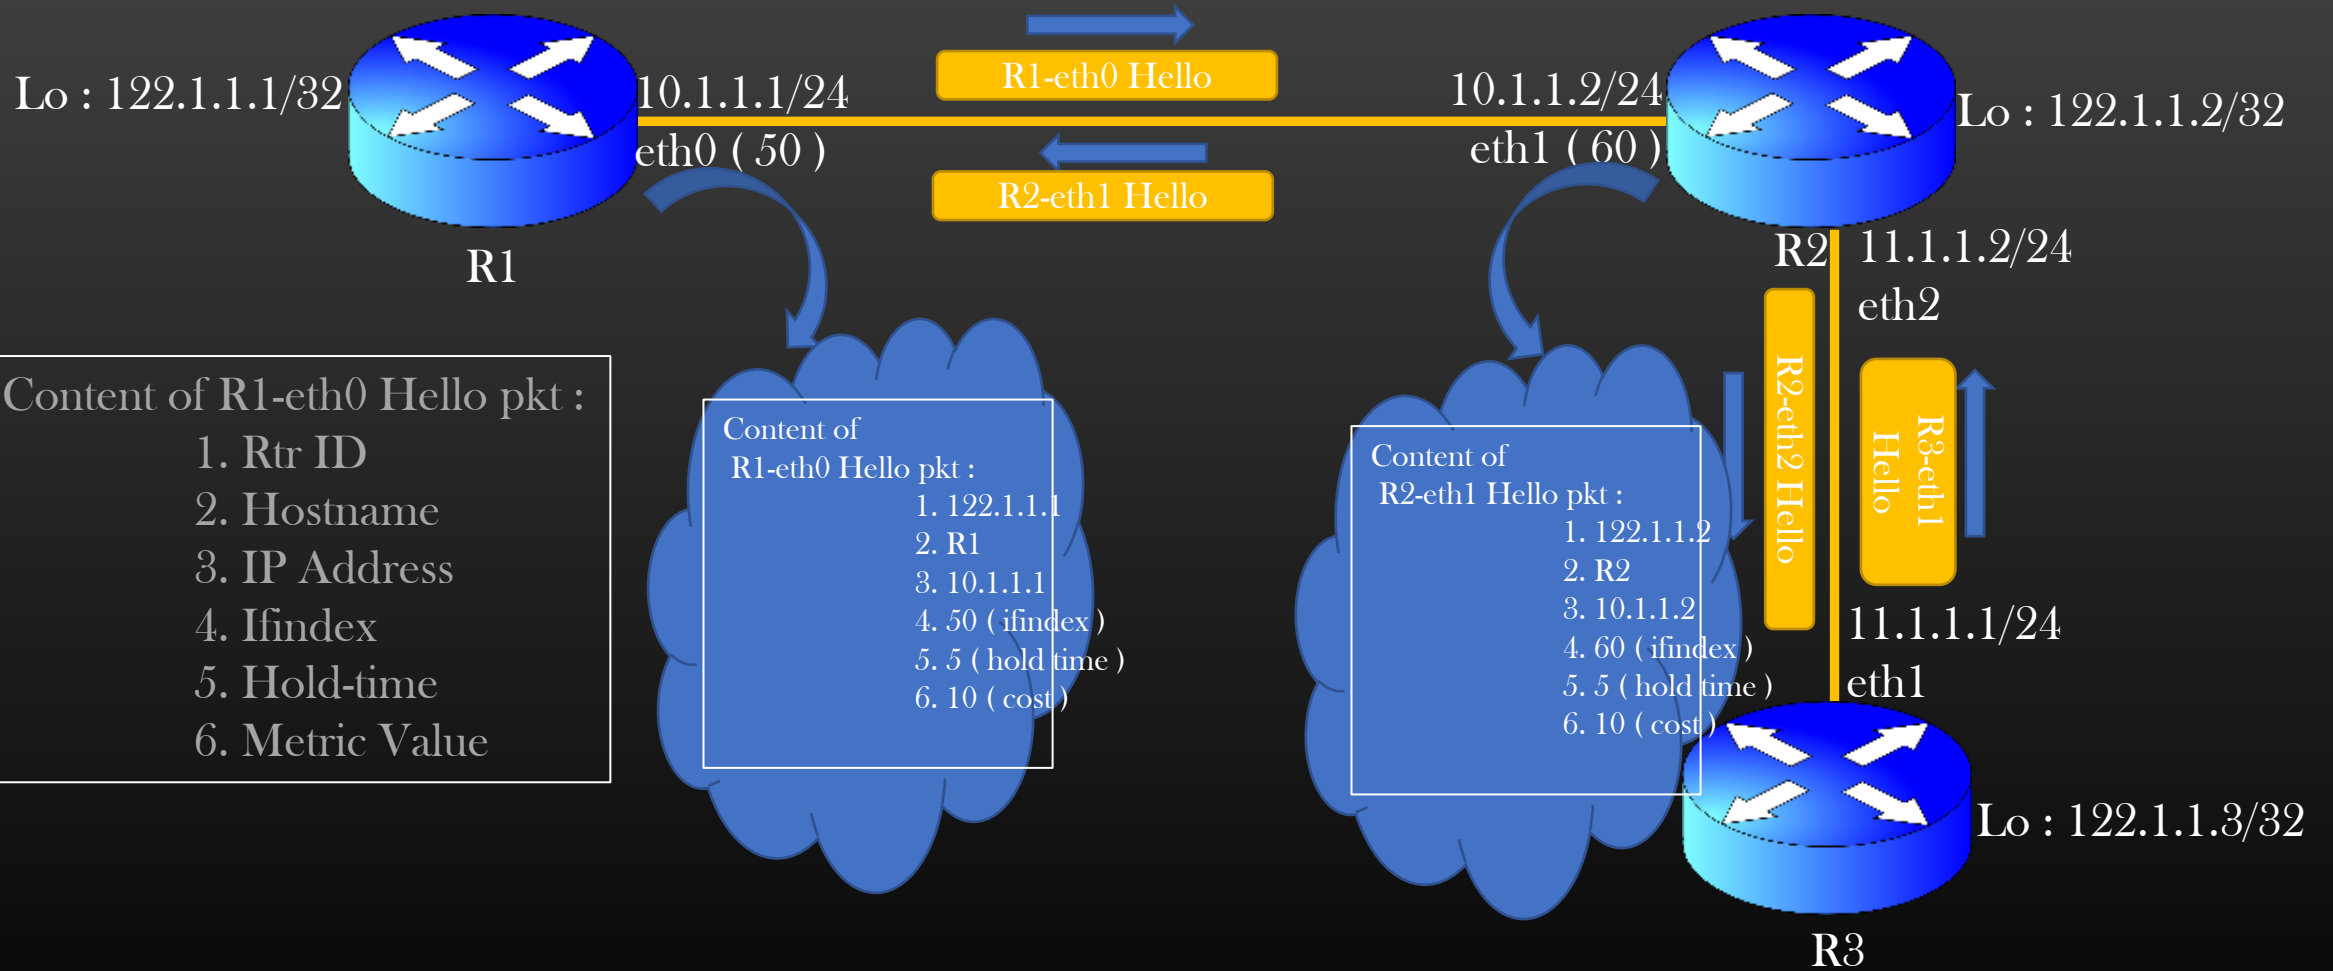 Lo : 122.1.1.1/32
10.1.1.1/24
eth0 ( 50 )
R1
R1-eth0 Hello
R2-eth1 Hello
10.1.1.2/24
eth1 ( 60 )
Lo : 122.1.1.2/32
R2
11.1.1.2/24
eth2
Content of R1-eth0 Hello pkt :
1. Rtr ID
2. Hostname
3. IP Address
4. Ifindex
5. Hold-time
6. Metric Value
Content of
R1-eth0 Hello pkt :
1. 122.1.1.1
2. R1
3. 10.1.1.1
4. 50 ( ifindex )
5. 5 ( hold time )
6. 10 ( cost )
Content of
R2-eth1 Hello pkt :
1. 122.1.1.2
2. R2
3. 10.1.1.2
4. 60 ( ifindex )
5. 5 ( hold time )
6. 10 ( cost )
R2-eth2 Hello
R3-eth1
Hello
11.1.1.1/24
eth1
Lo : 122.1.1.3/32
R3